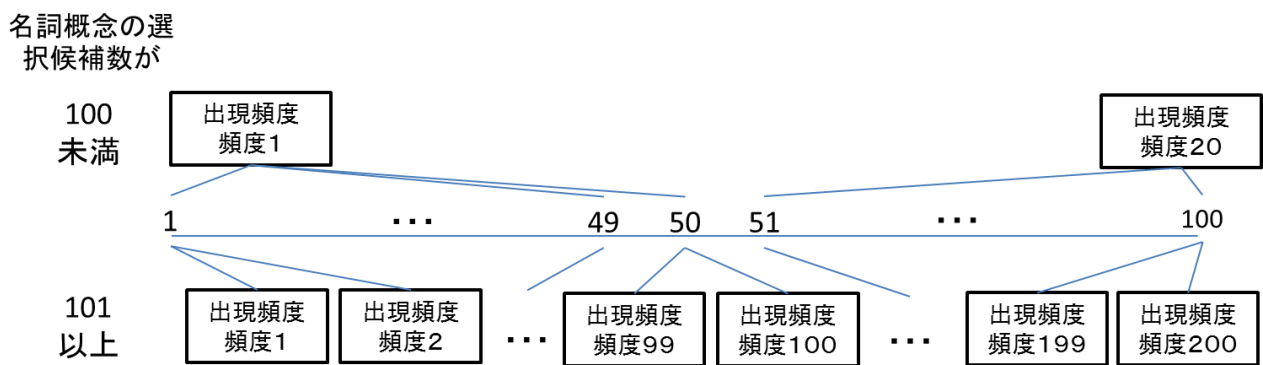 名詞概念の選
択候補数が
100
未満
出現頻度
頻度1
出現頻度
頻度20
1 ・・・ 49 50 51 ・・・ 100
101
以上
出現頻度
頻度1
出現頻度
頻度2
・・・
出現頻度
頻度99
出現頻度
頻度100
・・・
出現頻度
頻度199
出現頻度
頻度200